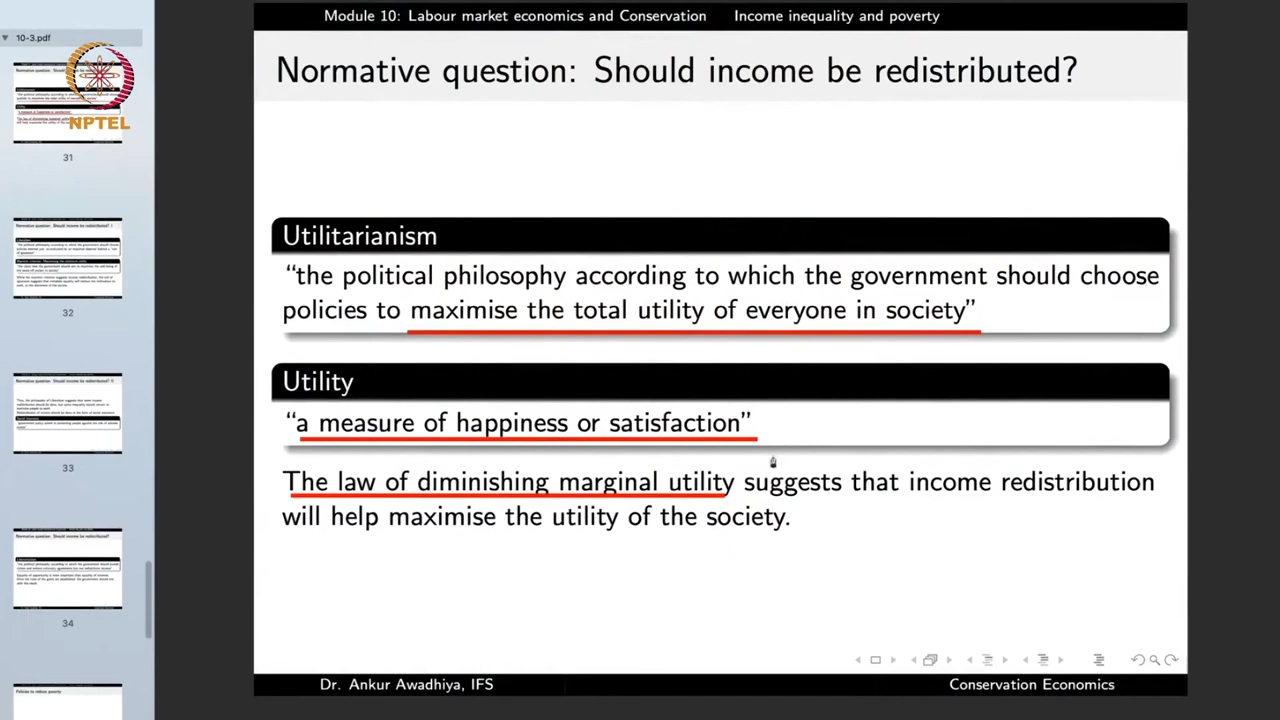 Module 10: Labour market economics and Conservation Income inequality and poverty
10-3.pdf
NPTEL
31
32
33
34
Normative question: Should income be redistributed?
Utilitarianism
“the political philosophy according to which the government should choose
policies to maximise the total utility of everyone in society”
Utility
“a measure of happiness or satisfaction”
The law of diminishing marginal utility suggests that income redistribution
will help maximise the utility of the society.
Dr. Ankur Awadhiya, IFS
Conservation Economics